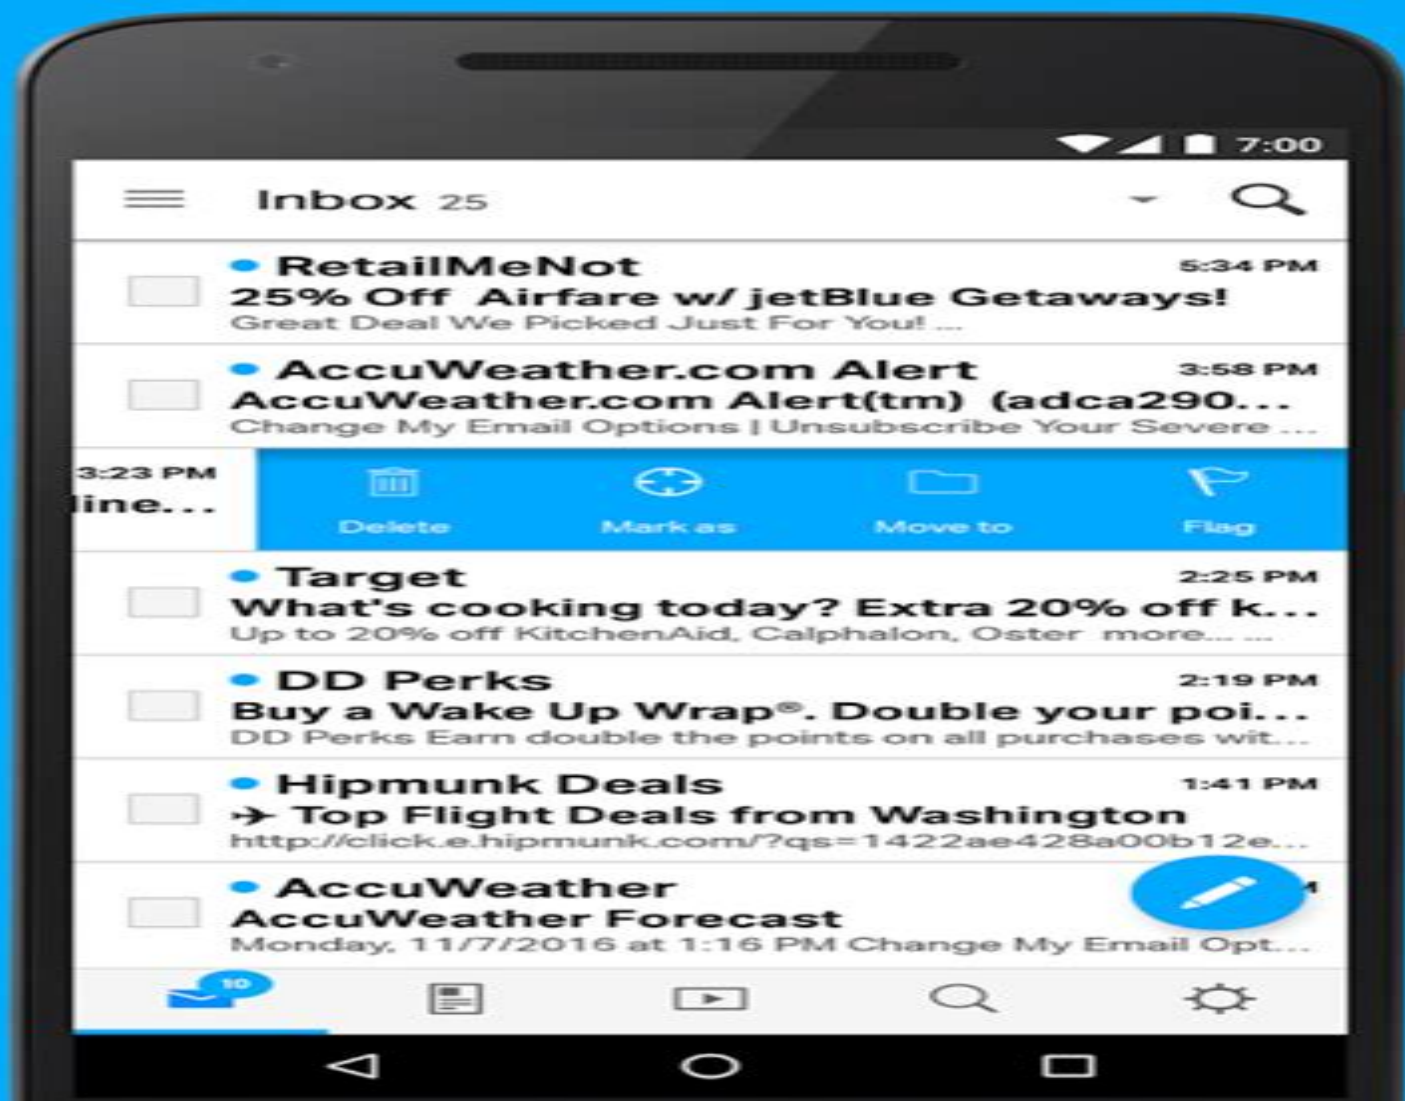 7:00
Inbox 25
RetailMeNot 5:34 PM
25% Off Airfare w/ jetBlue Getaways!
Great Deal We Picked Just For You! ...
AccuWeather.com Alert 3:58 PM
AccuWeather.com Alert(tm) (adca290...
Change My Email Options | Unsubscribe Your Severe ...
3:23 PM
line...
Delete Mark as Move to Flag
Target 2:25 PM
What's cooking today? Extra 20% off k...
Up to 20% off KitchenAid, Calphalon, Oster more... ...
DD Perks 2:19 PM
Buy a Wake Up Wrap®. Double your poi...
DD Perks Earn double the points on all purchases wit...
Hipmunk Deals 1:41 PM
✈ Top Flight Deals from Washington
http://click.e.hipmunk.com/?qs=1422ae428a00b12e...
AccuWeather
AccuWeather Forecast
Monday, 11/7/2016 at 1:16 PM Change My Email Opt...
10